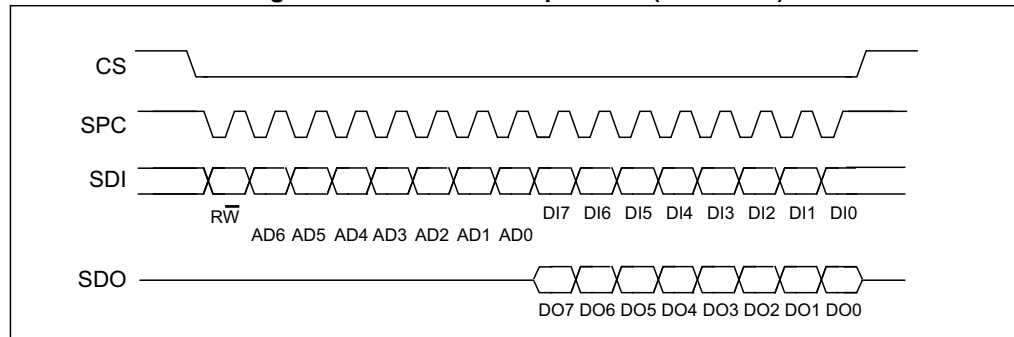 CS
SPC
SDI
RW DI7 DI6 DI5 DI4 DI3 DI2 DI1 DI0
AD6 AD5 AD4 AD3 AD2 AD1 AD0
SDO
DO7 DO6 DO5 DO4 DO3 DO2 DO1 DO0